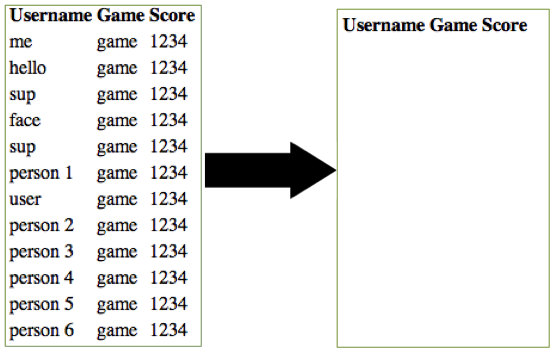 Username Game Score
me game 1234
hello game 1234
sup game 1234
face game 1234
sup game 1234
person 1 game 1234
user game 1234
person 2 game 1234
person 3 game 1234
person 4 game 1234
person 5 game 1234
person 6 game 1234
Username Game Score